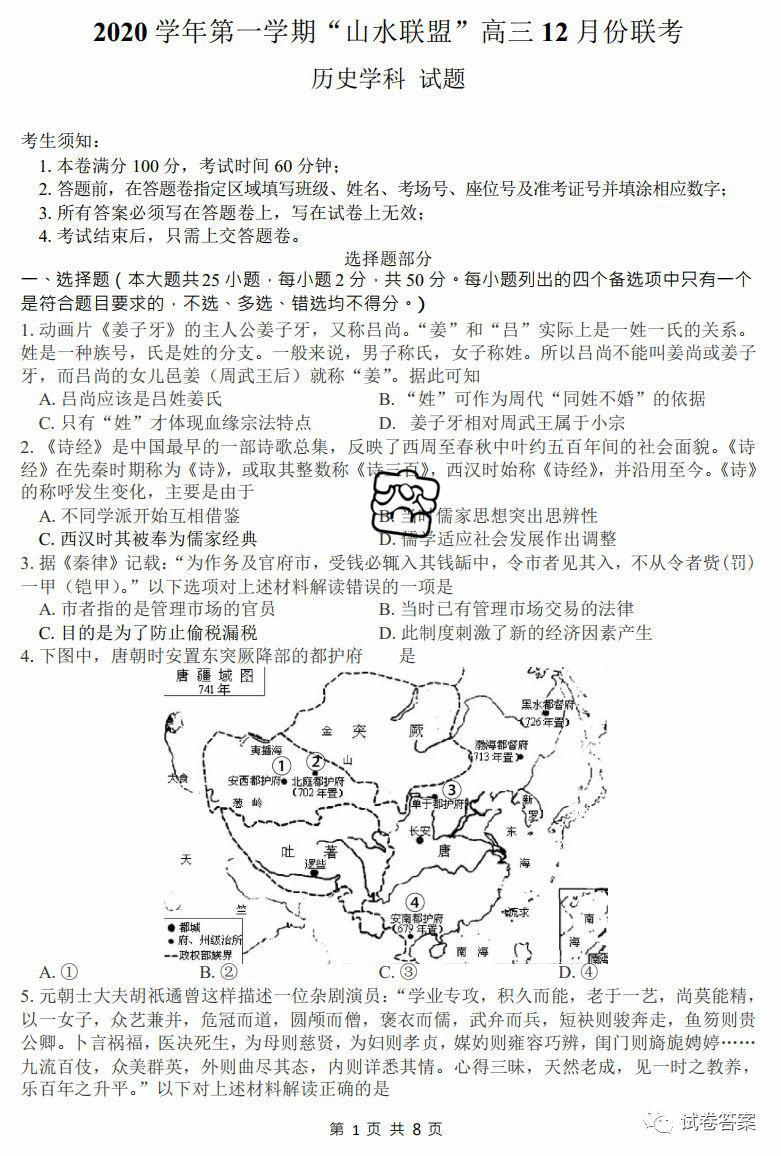 2020 学年第一学期“山水联盟”高三 12 月份联考
历史学科 试题
考生须知：
1. 本卷满分 100 分，考试时间 60 分钟；
2. 答题前，在答题卷指定区域填写班级、姓名、考场号、座位号及准考证号并填涂相应数字；
3. 所有答案必须写在答题卷上，写在试卷上无效；
4. 考试结束后，只需上交答题卷。
选择题部分
一、选择题（本大题共 25 小题，每小题 2 分，共 50 分。每小题列出的四个备选项中只有一个
是符合题目要求的，不选、多选、错选均不得分。）
1. 动画片《姜子牙》的主人公姜子牙，又称吕尚。“姜”和“吕”实际上是一姓一氏的关系。
姓是一种族号，氏是姓的分支。一般来说，男子称氏，女子称姓。所以吕尚不能叫姜尚或姜子
牙，而吕尚的女儿邑姜（周武王后）就称“姜”。据此可知
A. 吕尚应该是吕姓姜氏 B. “姓”可作为周代“同姓不婚”的依据
C. 只有“姓”才体现血缘宗法特点 D. 姜子牙相对周武王属于小宗
2. 《诗经》是中国最早的一部诗歌总集，反映了西周至春秋中叶约五百年间的社会面貌。《诗
经》在先秦时期称为《诗》，或取其整数称《诗三百》，西汉时始称《诗经》，并沿用至今。《诗》
的称呼发生变化，主要是由于
A. 不同学派开始互相借鉴 B. 当时儒家思想突出思辨性
C. 西汉时其被奉为儒家经典 D. 儒学适应社会发展作出调整
3. 据《秦律》记载：“为作务及官府市，受钱必辄入其钱缿中，令市者见其入，不从令者赀(罚)
一甲（铠甲）。”以下选项对上述材料解读错误的一项是
A. 市者指的是管理市场的官员 B. 当时已有管理市场交易的法律
C. 目的是为了防止偷税漏税 D. 此制度刺激了新的经济因素产生
4. 下图中，唐朝时安置东突厥降部的都护府 是
唐 疆 域 图
741 年
黑水都督府
(726 年置)
金 突 厥
渤海都督府
(713 年置)
夷播海
① ② 山
大食
安西都护府 北庭都护府
(702 年置)
③
单于都护府
葱 岭
新
罗
长安
东
海
吐 蕃
唐
逻些
天
竺
④
安南都护府
(679 年置)
流求
南 海
南
海
南海
都城
府、州级治所
政权部族界
A. ① B. ② C. ③ D. ④
5. 元朝士大夫胡祇遹曾这样描述一位杂剧演员：“学业专攻，积久而能，老于一艺，尚莫能精，
以一女子，众艺兼并，危冠而道，圆颅而僧，褒衣而儒，武弁而兵，短袂则骏奔走，鱼笏则贵
公卿。卜言祸福，医决死生，为母则慈贤，为妇则孝贞，媒妁则雍容巧辨，闺门则旖旎娉婷……
九流百伎，众美群英，外则曲尽其态，内则详悉其情。心得三昧，天然老成，见一时之教养，
乐百年之升平。”以下对上述材料解读正确的是
试卷答案
第 1 页 共 8 页